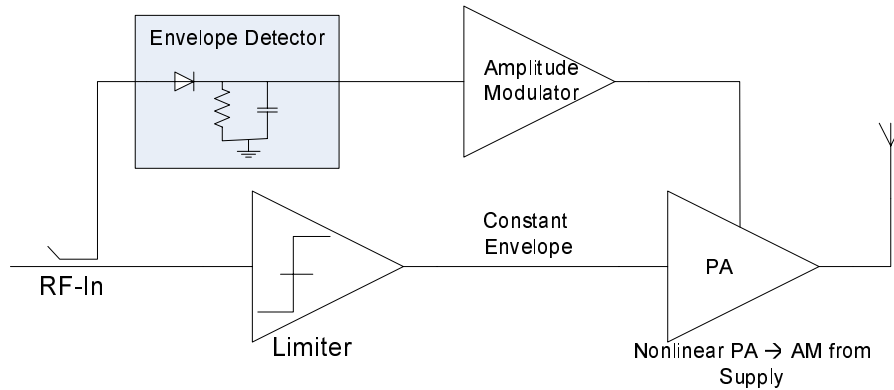 Envelope Detector
Amplitude
Modulator
Constant
Envelope
PA
RF-In
Limiter
Nonlinear PA → AM from
Supply